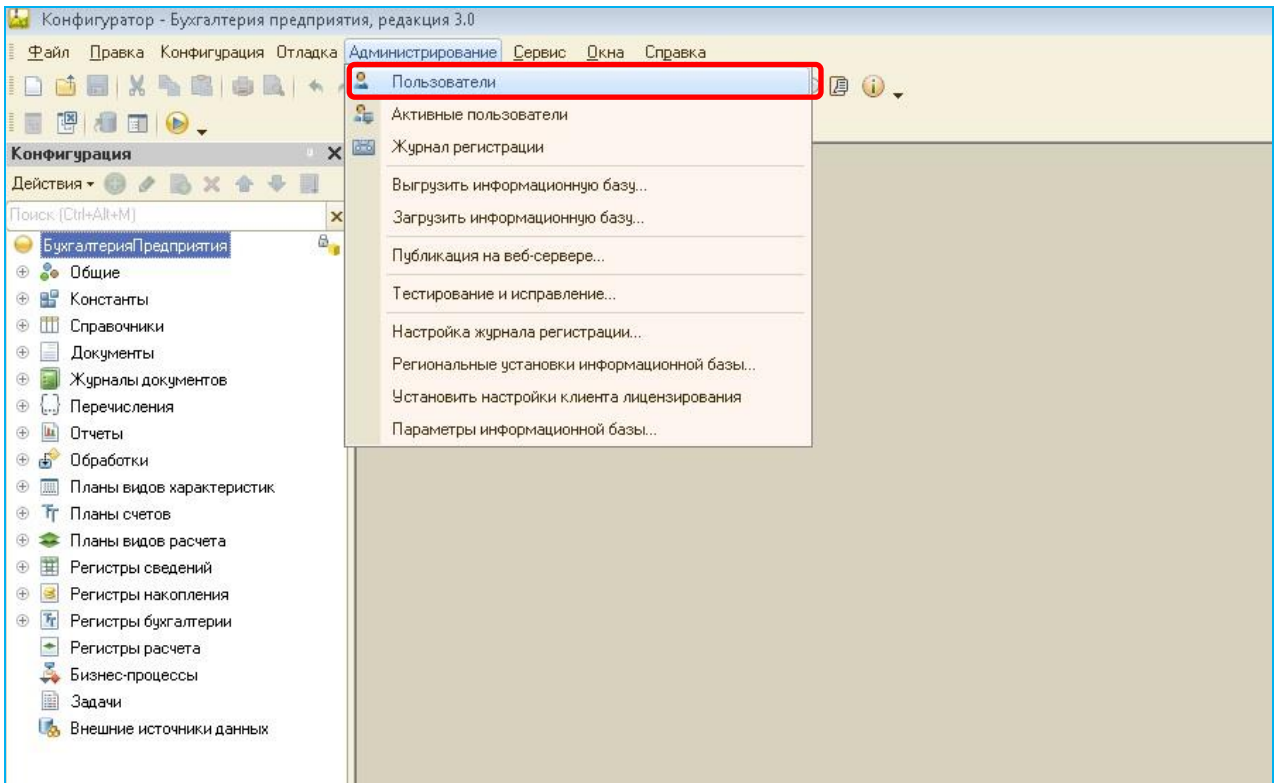 Конфигуратор - Бухгалтерия предприятия, редакция 3.0
Файл Правка Конфигурация Отладка Администрирование Сервис Окна Справка
Пользователи
Активные пользователи
Журнал регистрации
Выгрузить информационную базу...
Загрузить информационную базу...
Публикация на веб-сервере...
Тестирование и исправление...
Настройка журнала регистрации...
Региональные установки информационной базы...
Установить настройки клиента лицензирования
Параметры информационной базы...
Конфигурация
Действия
Поиск (Ctrl+Alt+M)
БухгалтерияПредприятия
Общие
Константы
Справочники
Документы
Журналы документов
Перечисления
Отчеты
Обработки
Планы видов характеристик
Планы счетов
Планы видов расчета
Регистры сведений
Регистры накопления
Регистры бухгалтерии
Регистры расчета
Бизнес-процессы
Задачи
Внешние источники данных